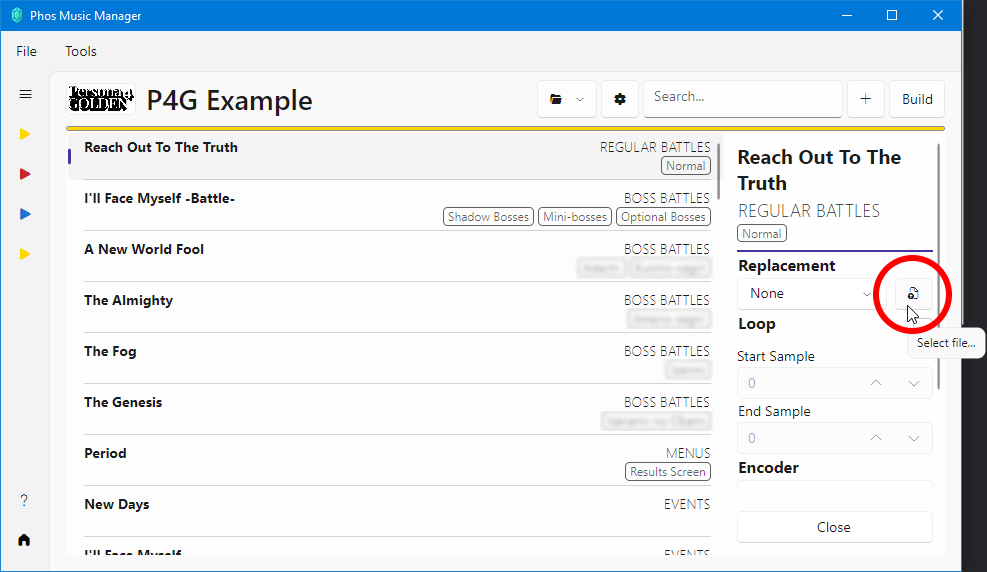 Phos Music Manager
File Tools
Persona4 GOLDEN P4G Example Search... + Build
Reach Out To The Truth REGULAR BATTLES
Normal
I'll Face Myself -Battle- BOSS BATTLES
Shadow Bosses Mini-bosses Optional Bosses
A New World Fool BOSS BATTLES
The Almighty BOSS BATTLES
The Fog BOSS BATTLES
The Genesis BOSS BATTLES
Period MENUS
Results Screen
New Days EVENTS
I'll Face Myself EVENTS
?
Reach Out To The
Truth
REGULAR BATTLES
Normal
Replacement
None
Select file...
Loop
Start Sample
0
End Sample
0
Encoder
Close